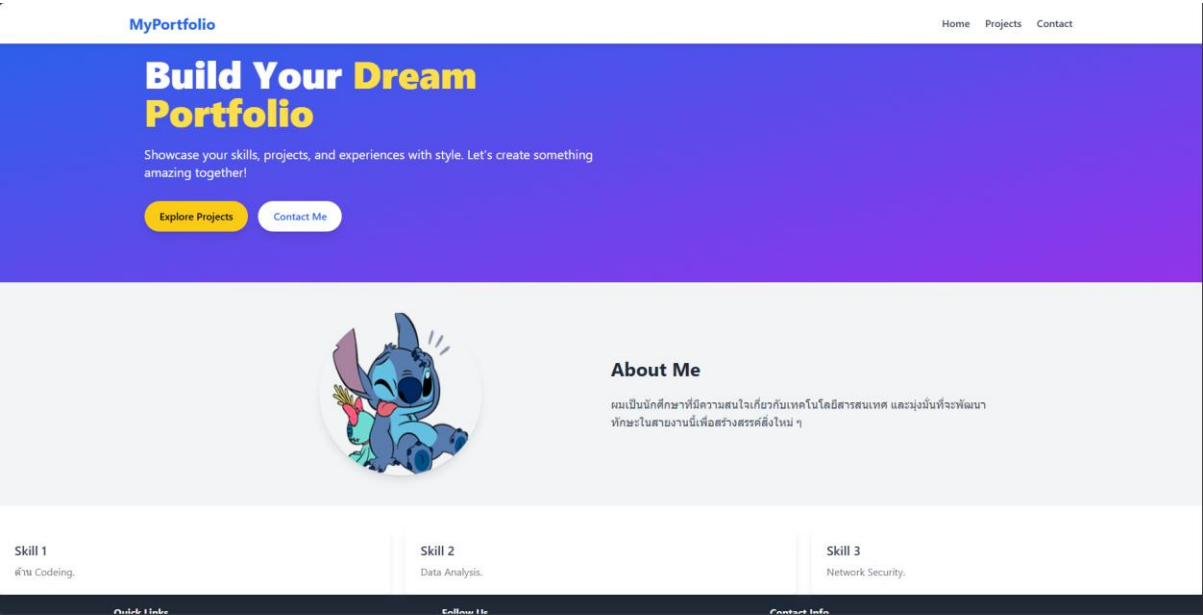 MyPortfolio
Home Projects Contact
Build Your Dream
Portfolio
Showcase your skills, projects, and experiences with style. Let's create something
amazing together!
Explore Projects Contact Me
About Me
ผมเป็นนักศึกษาที่มีความสนใจเกี่ยวกับเทคโนโลยีสารสนเทศ และมุ่งมั่นที่จะพัฒนา
ทักษะในสายงานนี้เพื่อสร้างสรรค์สิ่งใหม่ ๆ
Skill 1 Skill 2 Skill 3
ด้าน Codeing. Data Analysis. Network Security.
Quick Links Follow Us Contact Info